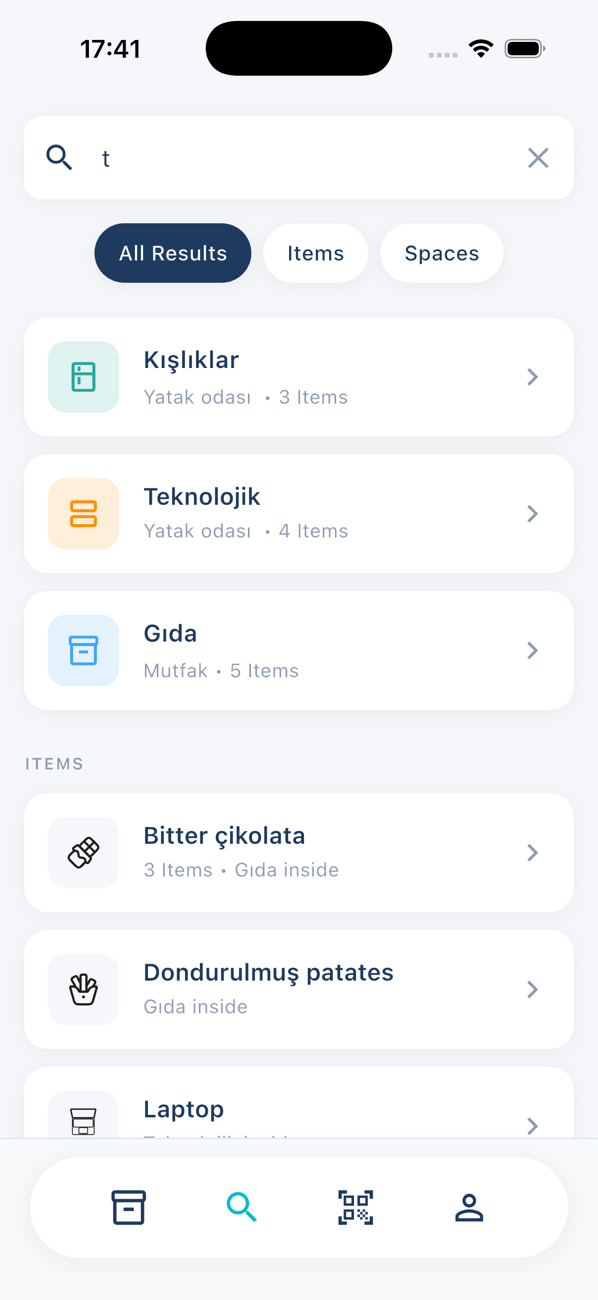 17:41
t
All Results
Items
Spaces
Kışlıklar
Yatak odası • 3 Items
Teknolojik
Yatak odası • 4 Items
Gıda
Mutfak • 5 Items
ITEMS
Bitter çikolata
3 Items • Gıda inside
Dondurulmuş patates
Gıda inside
Laptop